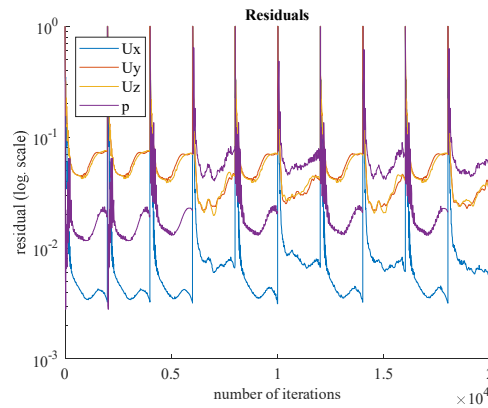 Residuals
10^0
10^-1
10^-2
10^-3
residual (log. scale)
Ux
Uy
Uz
p
0 0.5 1 1.5 2
number of iterations
×10^4